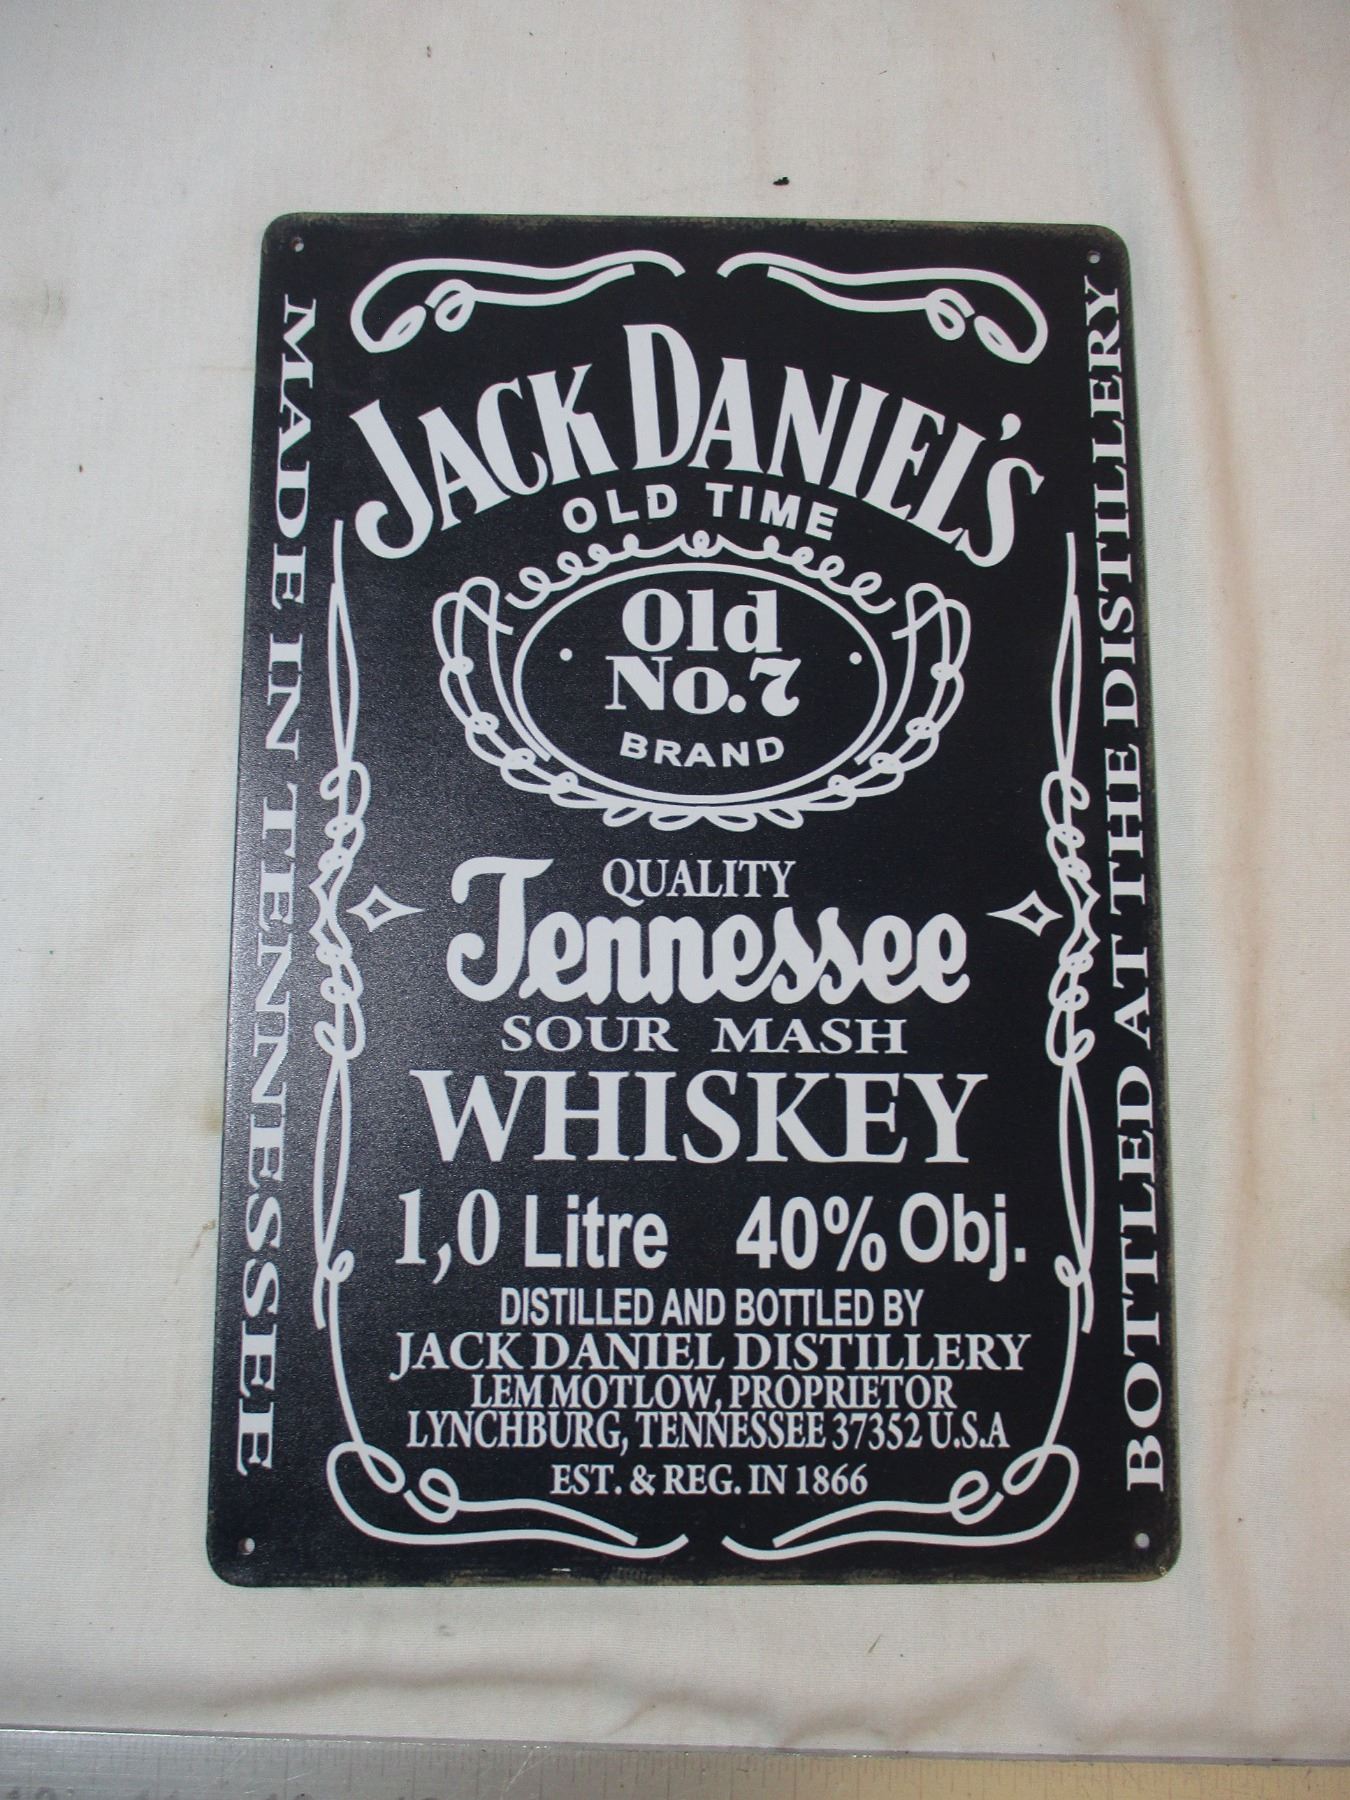 MADE IN TENNESSEE
JACK DANIEL'S
OLD TIME
Old
No.7
BRAND
QUALITY
Tennessee
SOUR MASH
WHISKEY
1,0 Litre 40% Obj.
DISTILLED AND BOTTLED BY
JACK DANIEL DISTILLERY
LEM MOTLOW, PROPRIETOR
LYNCHBURG, TENNESSEE 37352 U.S.A
EST. & REG. IN 1866
BOTTLED AT THE DISTILLERY